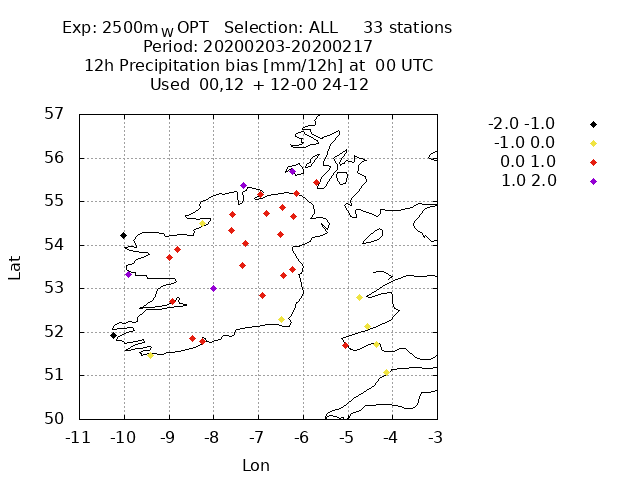 Exp: 2500m_W OPT Selection: ALL 33 stations
Period: 20200203-20200217
12h Precipitation bias [mm/12h] at 00 UTC
Used 00,12 + 12-00 24-12
57
56
55
54
53
52
51
50
-11 -10 -9 -8 -7 -6 -5 -4 -3
Lat
Lon
-2.0 -1.0
-1.0 0.0
0.0 1.0
1.0 2.0